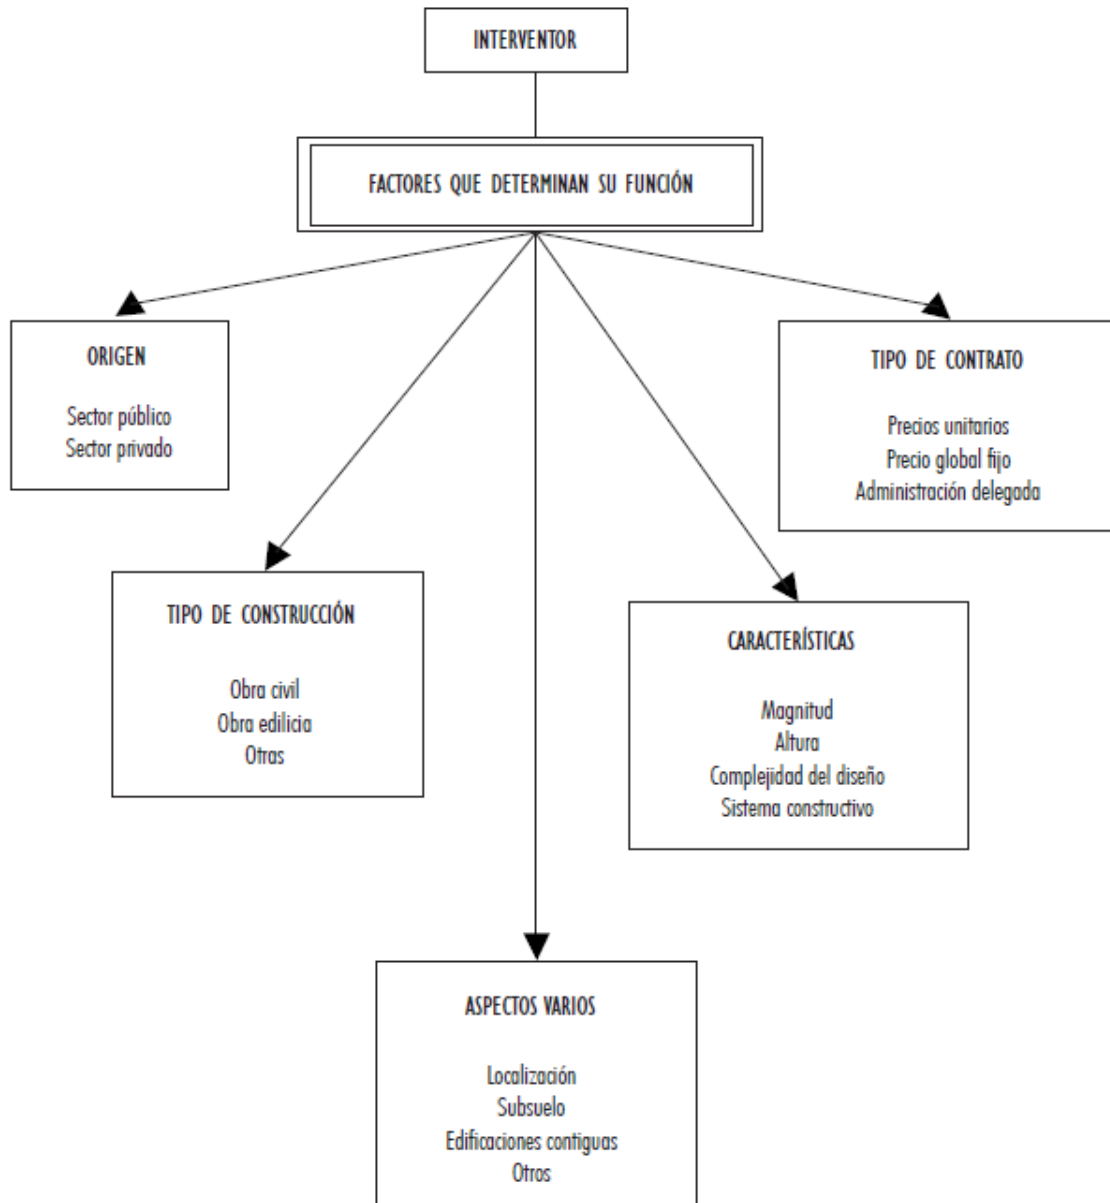 INTERVENTOR
FACTORES QUE DETERMINAN SU FUNCIÓN
ORIGEN
Sector público
Sector privado
TIPO DE CONTRATO
Precios unitarios
Precio global fijo
Administración delegada
TIPO DE CONSTRUCCIÓN
Obra civil
Obra edilicia
Otras
CARACTERÍSTICAS
Magnitud
Altura
Complejidad del diseño
Sistema constructivo
ASPECTOS VARIOS
Localización
Subsuelo
Edificaciones contiguas
Otros